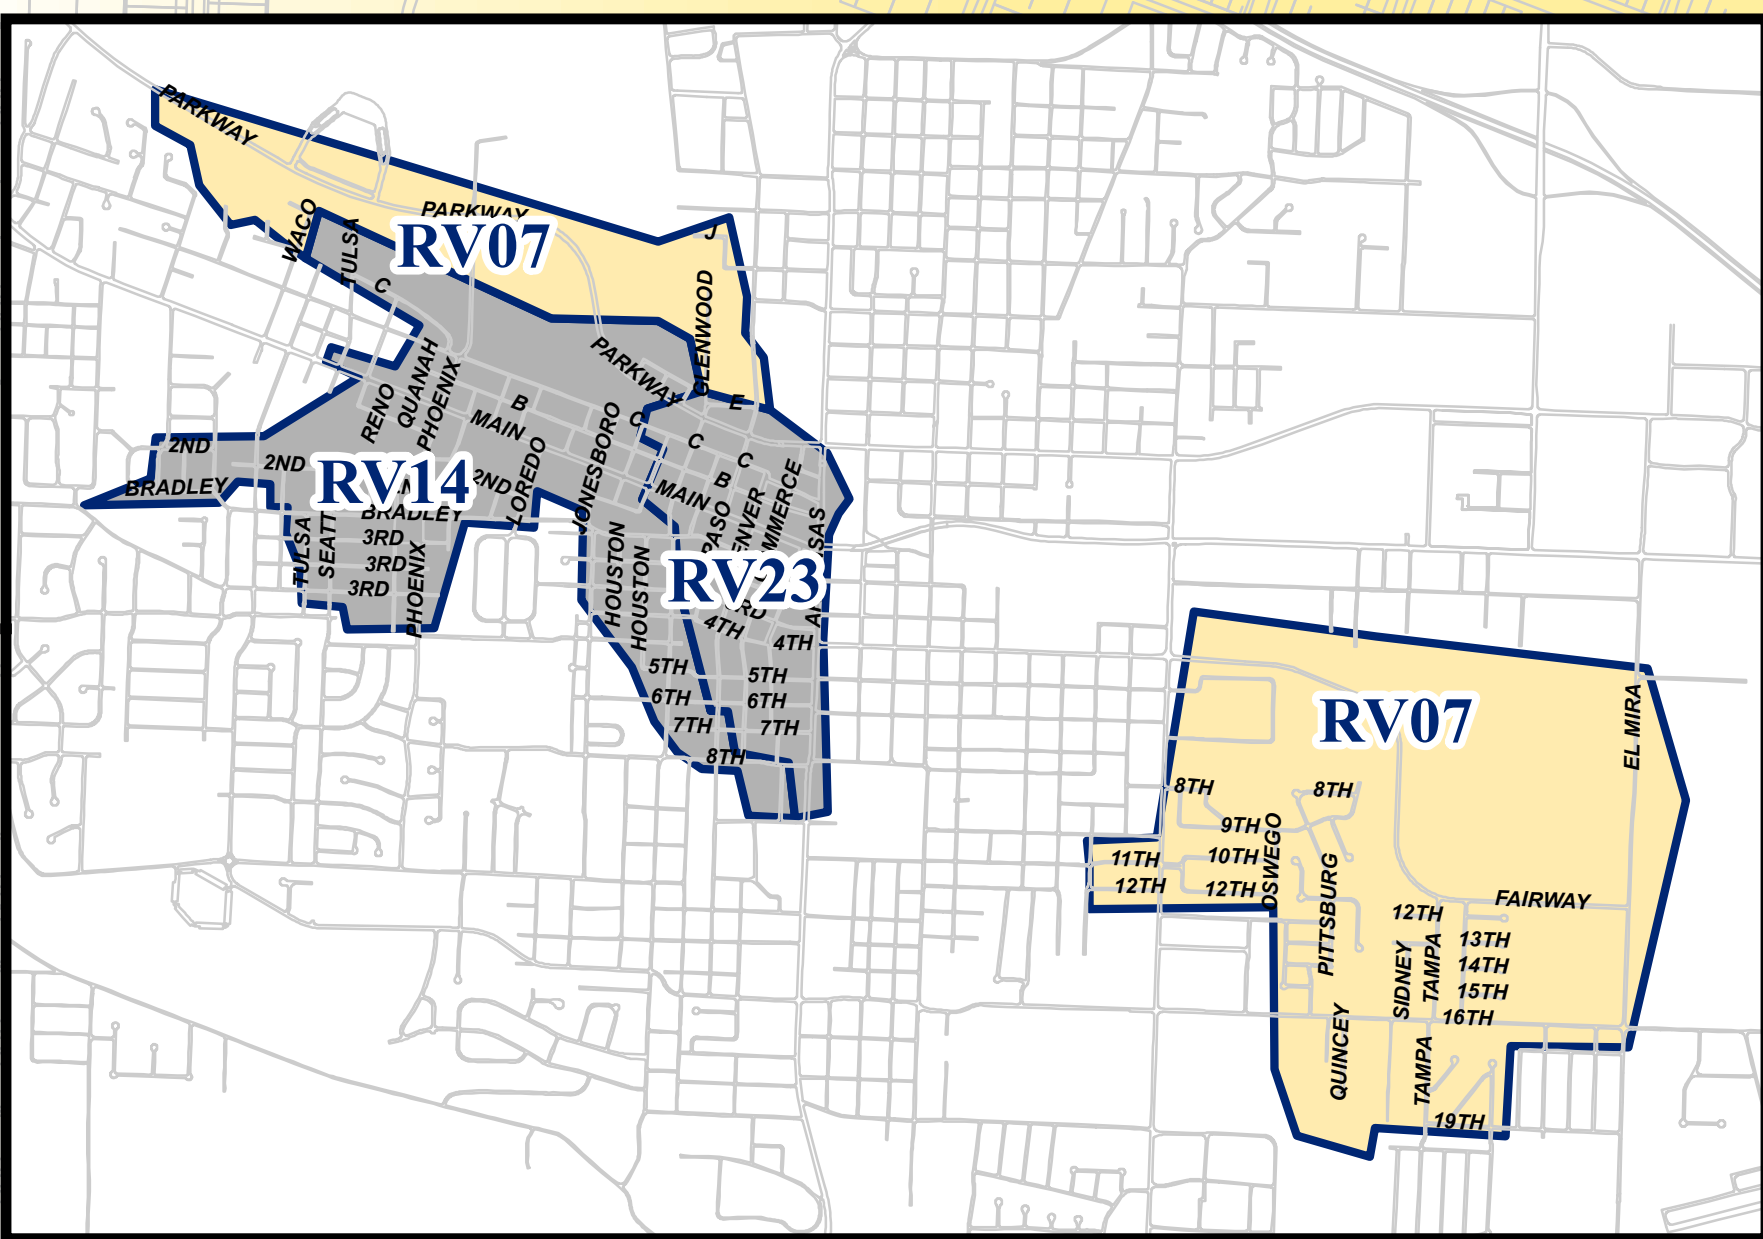 PARKWAY
PARKWAY
WACO
TULSA
RV07
J
C
GLENWOOD
PARKWAY
E
QUANAH
PHOENIX
RENO
B
MAIN
JONESBORO
C
C
C
B
MAIN
2ND
2ND
2ND
LOREDO
COMMERCE
DENVER
PASO
BRADLEY
RV14
BRADLEY
TULSA
3RD
3RD
3RD
PHOENIX
HOUSTON
HOUSTON
RV23
4TH
4TH
5TH
5TH
6TH
6TH
7TH
7TH
8TH
RV07
EL MIRA
8TH
8TH
9TH
OSWEGO
11TH
10TH
12TH
12TH
PITTSBURG
FAIRWAY
12TH
13TH
SIDNEY
TAMPA
14TH
15TH
16TH
QUINCEY
TAMPA
19TH